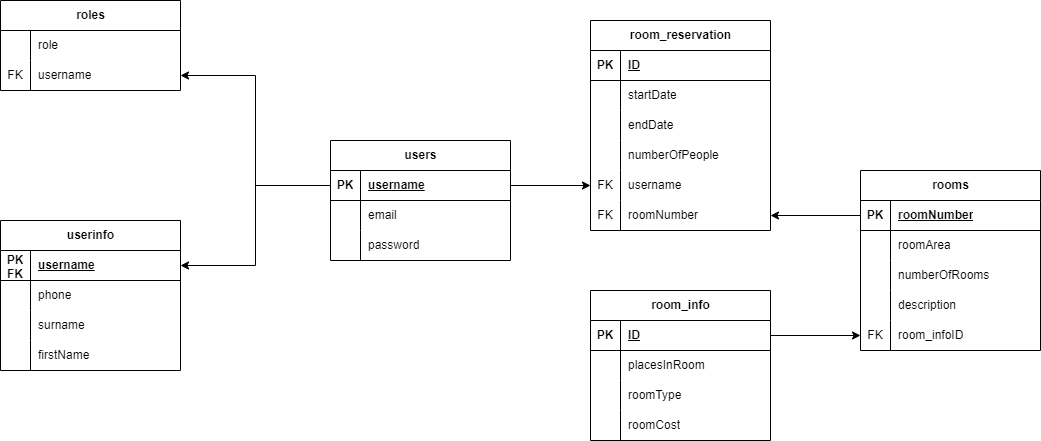 roles
role
FK username
userinfo
PK
FK username
phone
surname
firstName
users
PK username
email
password
room_reservation
PK ID
startDate
endDate
numberOfPeople
FK username
FK roomNumber
room_info
PK ID
placesInRoom
roomType
roomCost
rooms
PK roomNumber
roomArea
numberOfRooms
description
FK room_infoID